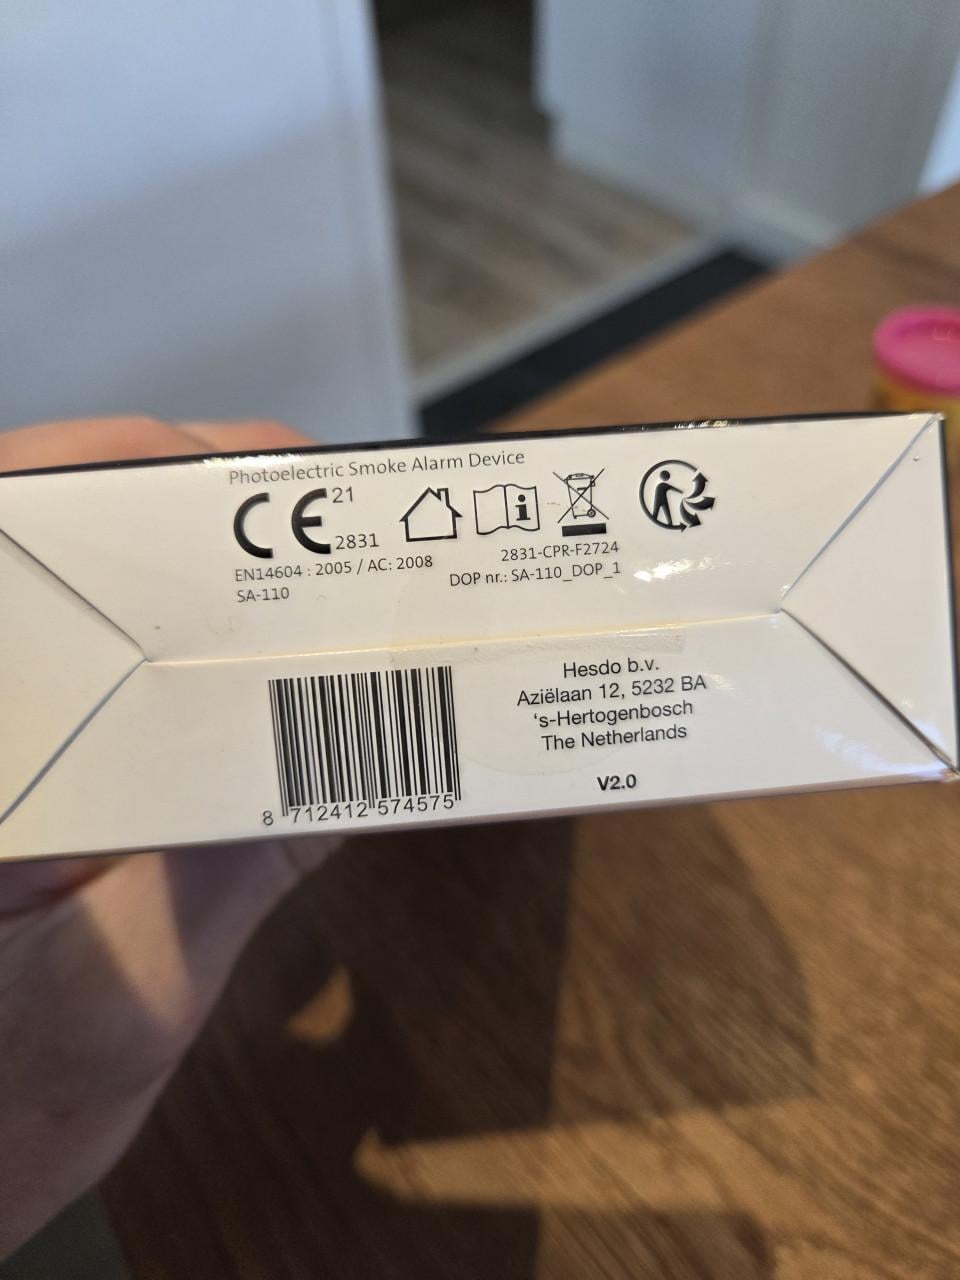 Photoelectric Smoke Alarm Device
CE 21
2831
EN14604 : 2005 / AC: 2008
SA-110
2831-CPR-F2724
DOP nr.: SA-110_DOP_1
8 712412 574575
Hesdo b.v.
Aziëlaan 12, 5232 BA
‘s-Hertogenbosch
The Netherlands
V2.0